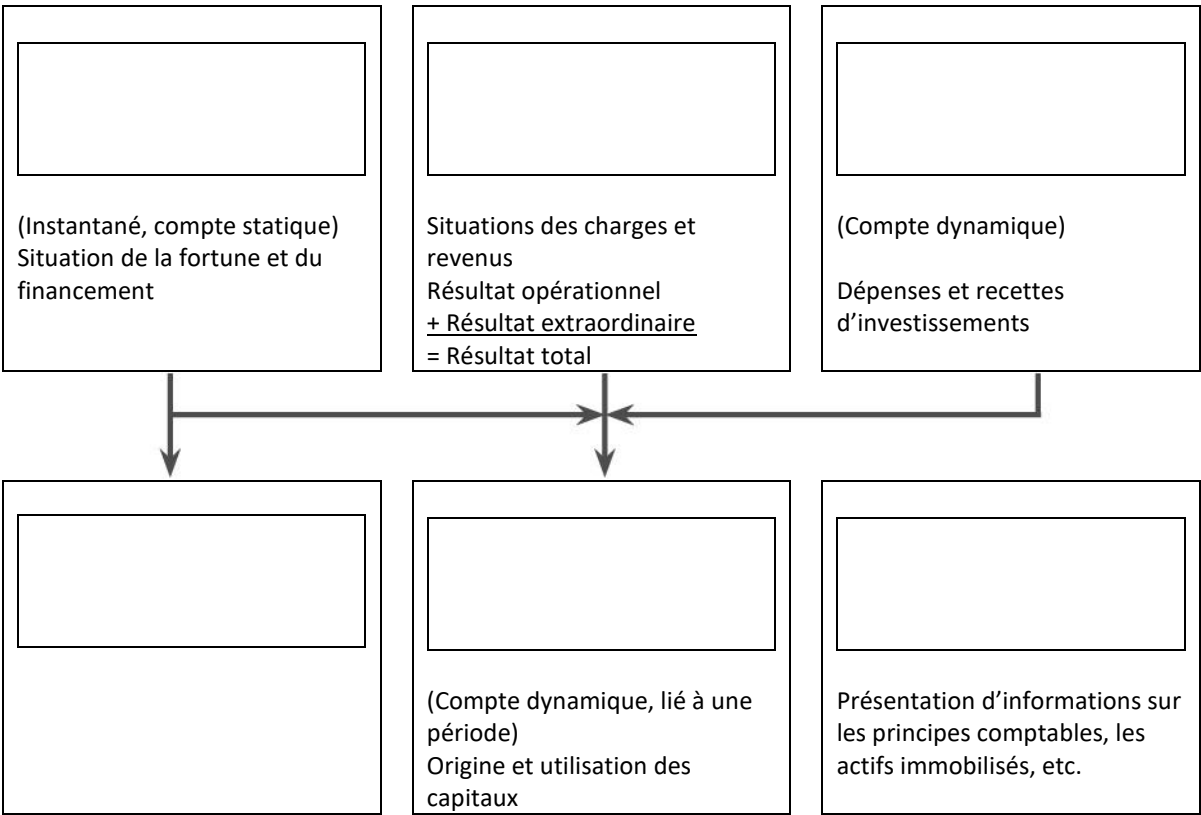 (Instantané, compte statique)
Situation de la fortune et du
financement
Situations des charges et
revenus
Résultat opérationnel
+ Résultat extraordinaire
= Résultat total
(Compte dynamique)
Dépenses et recettes
d’investissements
(Compte dynamique, lié à une
période)
Origine et utilisation des
capitaux
Présentation d’informations sur
les principes comptables, les
actifs immobilisés, etc.